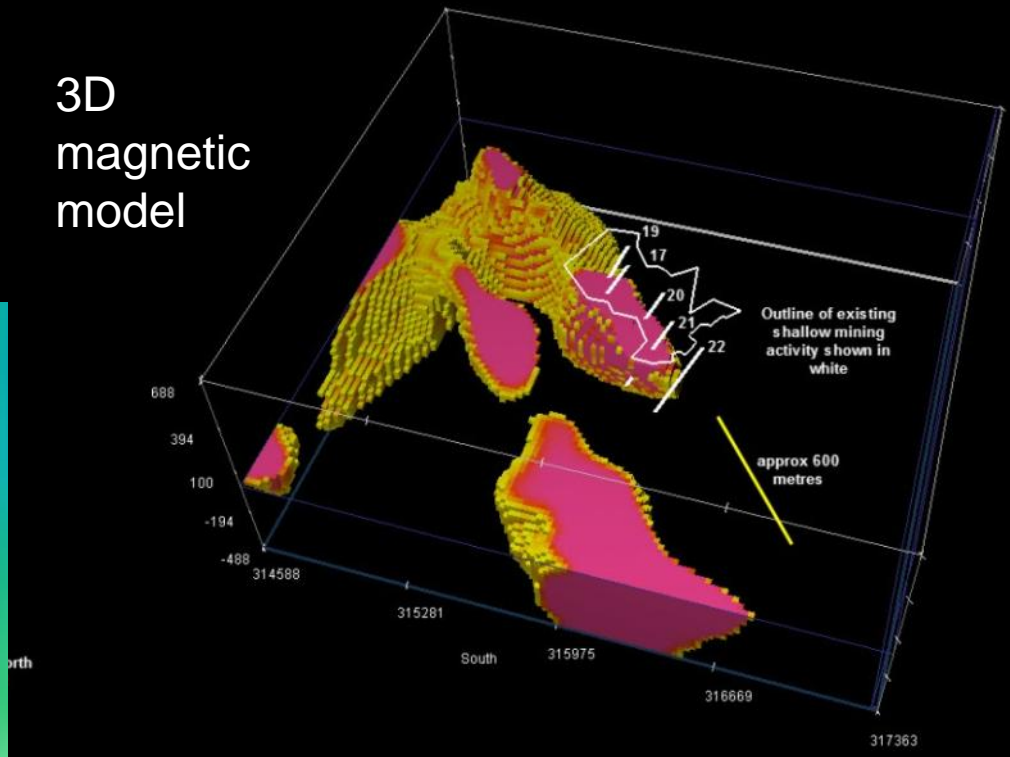 3D
magnetic
model
19
17
20
21
22
Outline of existing
shallow mining
activity shown in
white
approx 600
metres
688
394
100
-194
-488
314588
315281
South
315975
316669
317363
orth